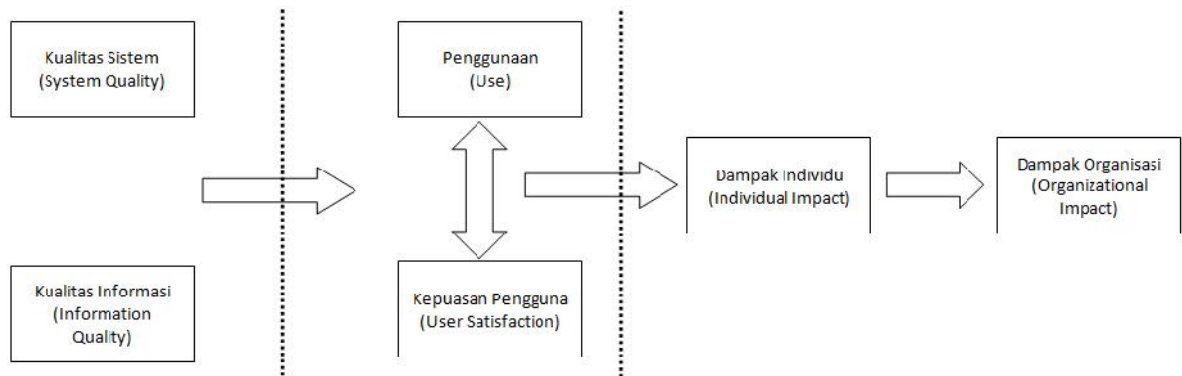 Kualitas Sistem
(System Quality)
Penggunaan
(Use)
Dampak Individu
(Individual Impact)
Dampak Organisasi
(Organizational
Impact)
Kualitas Informasi
(Information
Quality)
Kepuasan Pengguna
(User Satisfaction)